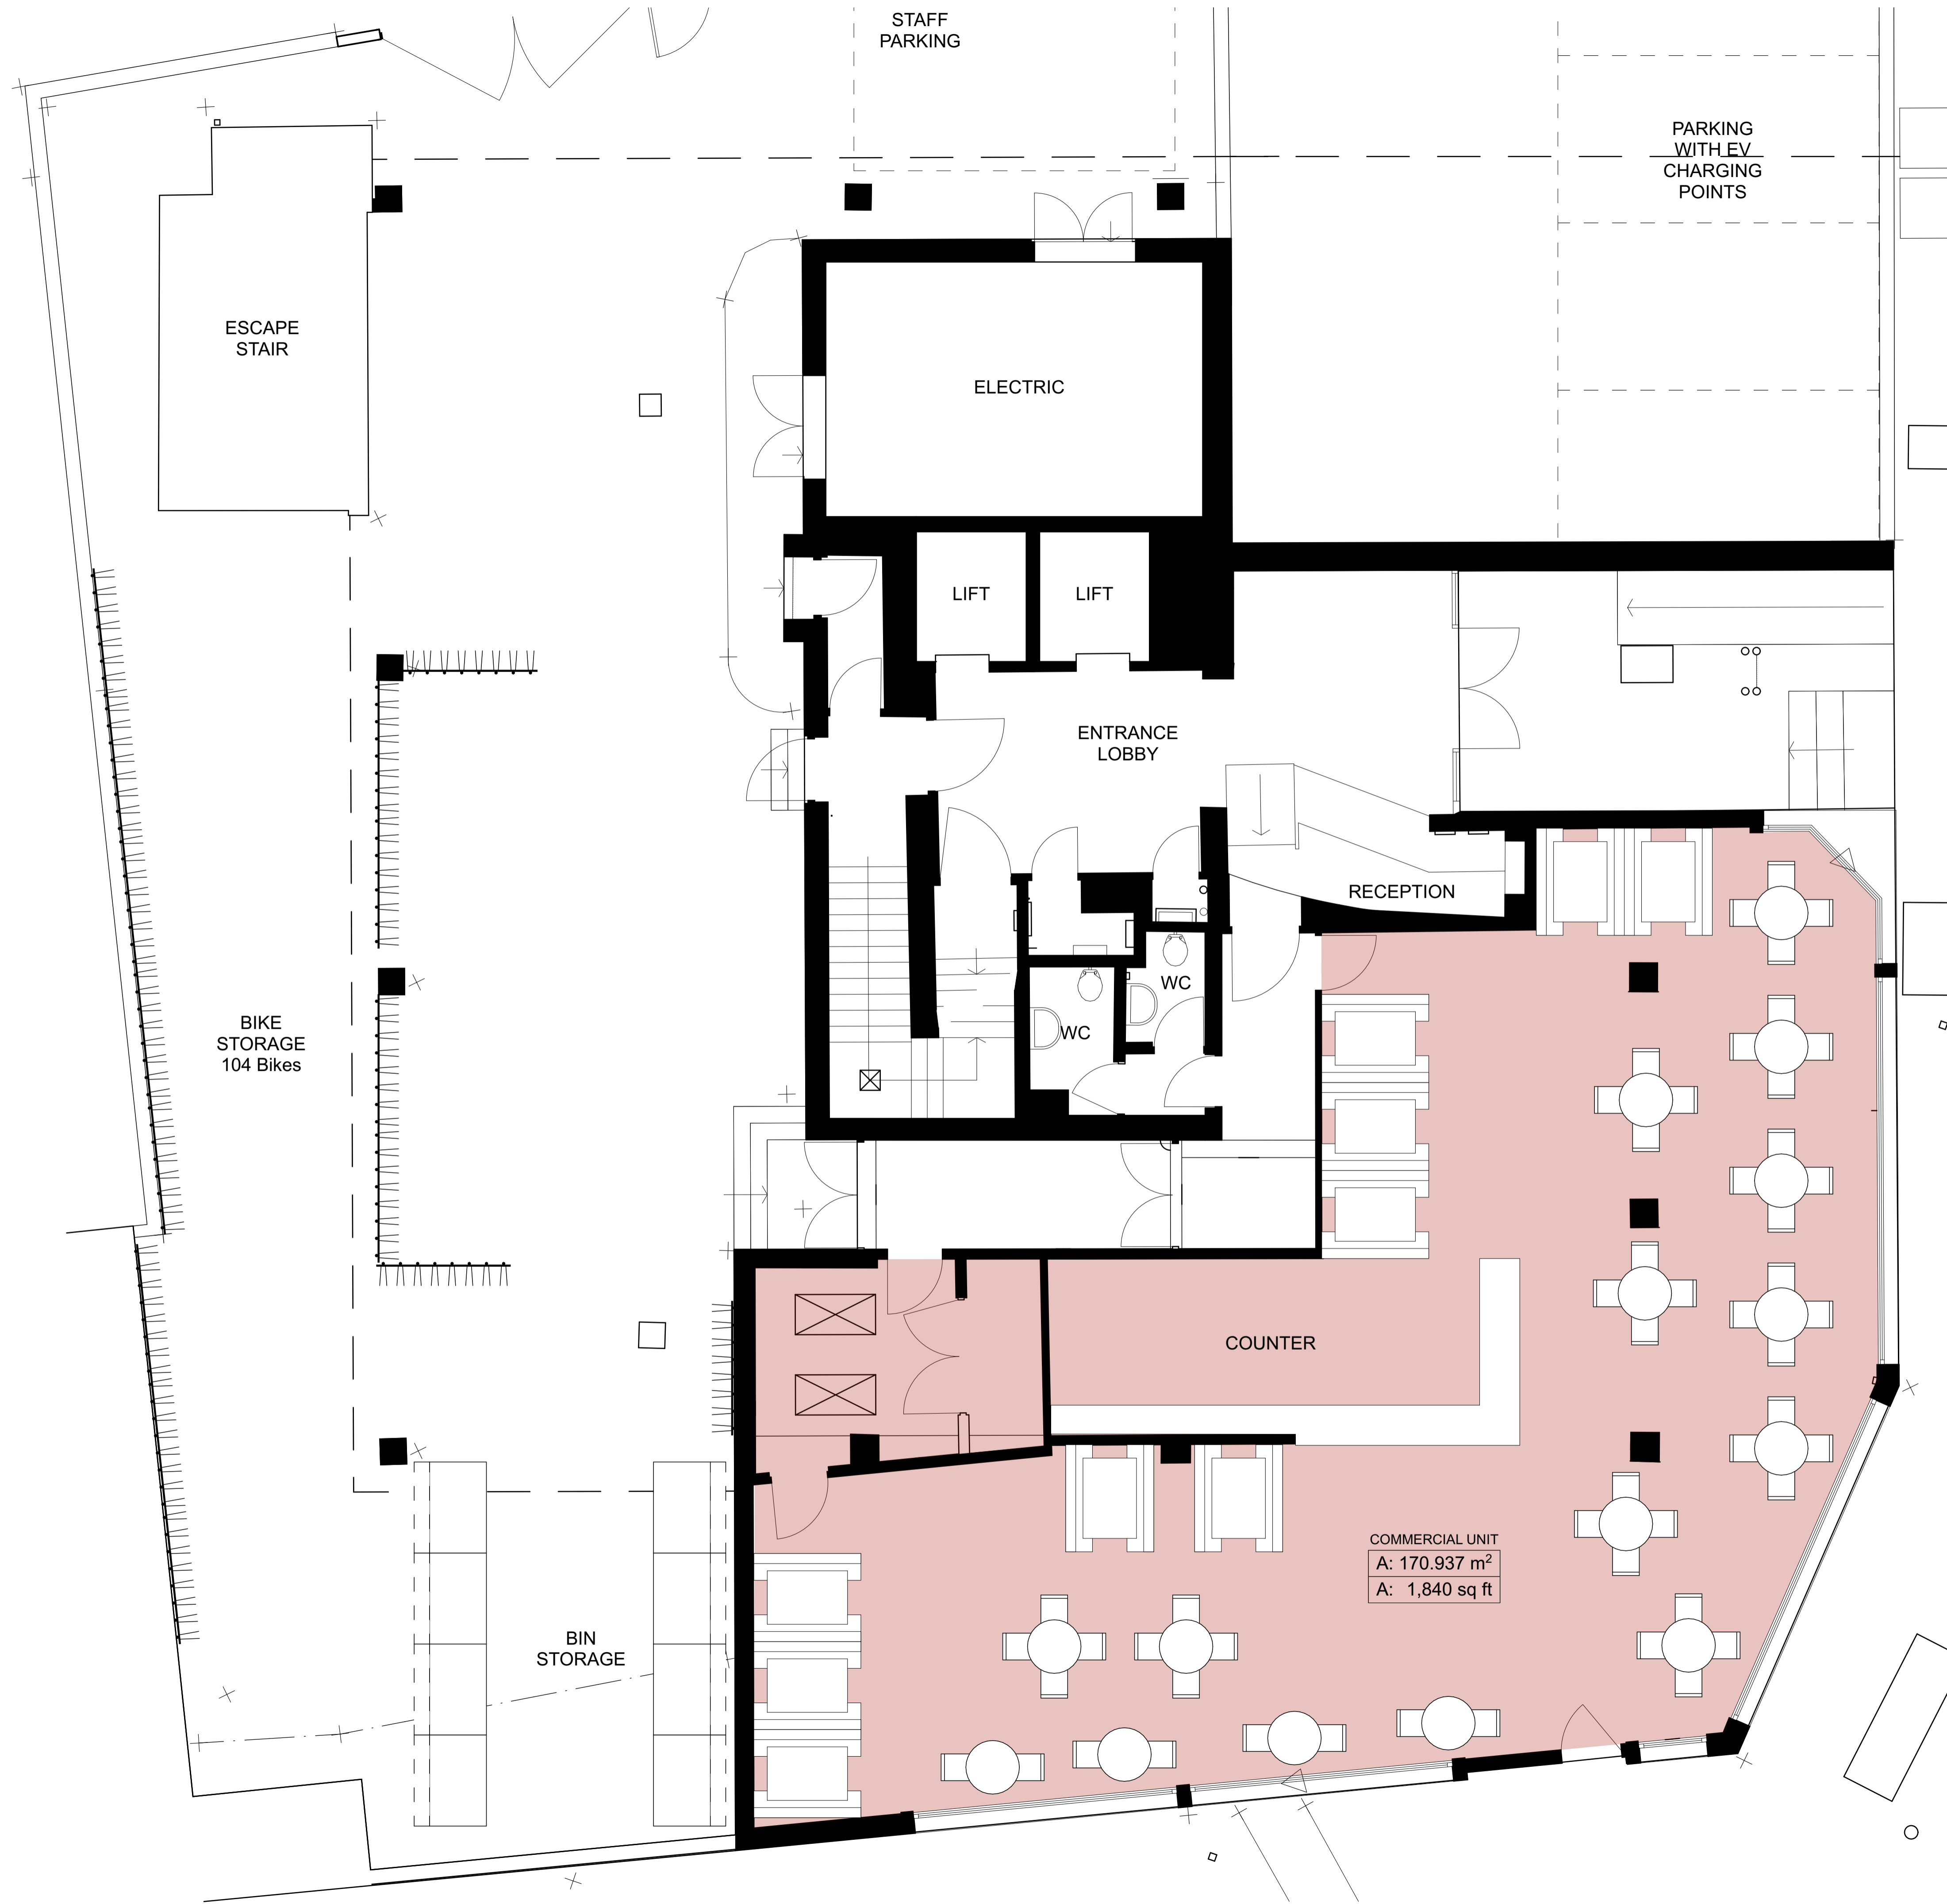 STAFF
PARKING
PARKING
WITH EV
CHARGING
POINTS
ESCAPE
STAIR
ELECTRIC
LIFT
LIFT
ENTRANCE
LOBBY
RECEPTION
WC
WC
BIKE
STORAGE
104 Bikes
COUNTER
COMMERCIAL UNIT
A: 170.937 m²
A: 1,840 sq ft
BIN
STORAGE